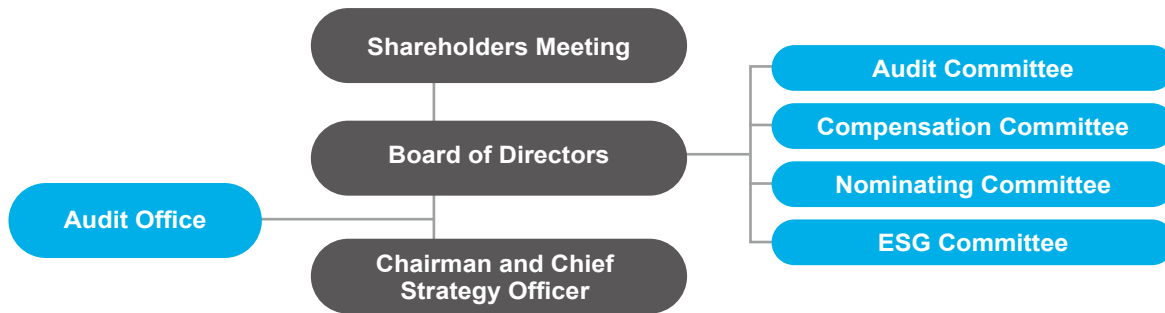 Shareholders Meeting
Board of Directors
Audit Office
Chairman and Chief
Strategy Officer
Audit Committee
Compensation Committee
Nominating Committee
ESG Committee